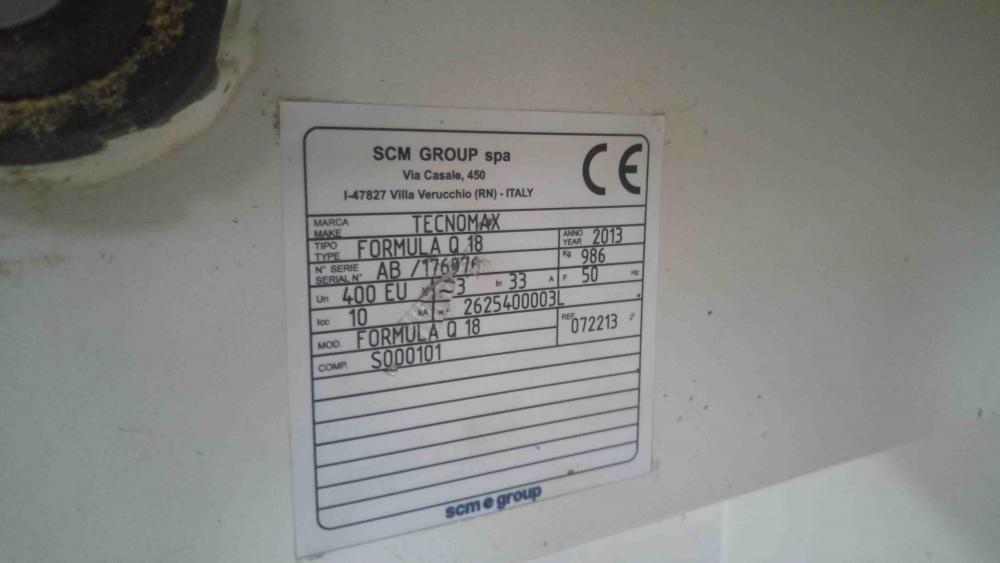 SCM GROUP spa
Via Casale, 450
I-47827 Villa Verucchio (RN) - ITALY
CE
MARCA
MAKE
TECNOMAX
TIPO
TYPE
FORMULA Q 18
ANNO
YEAR
2013
N° SERIE
SERIAL N°
AB
Kg 986
Un 400 EU V ~3 In 33 A F 50 Hz
Icc 10 kA 2625400003L
MOD. FORMULA Q 18
REF. 072213
COMP. S000101
scm group